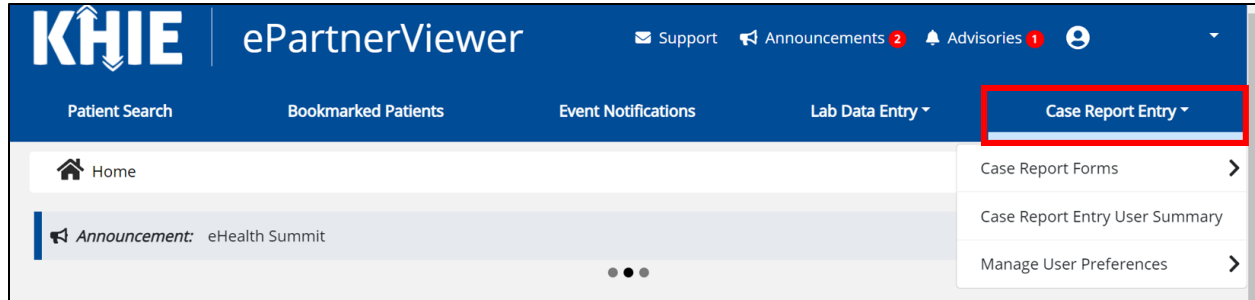 KHIE ePartnerViewer Support Announcements 2 Advisories 1
Patient Search Bookmarked Patients Event Notifications Lab Data Entry Case Report Entry
Home
Case Report Forms
Case Report Entry User Summary
Announcement: eHealth Summit
Manage User Preferences